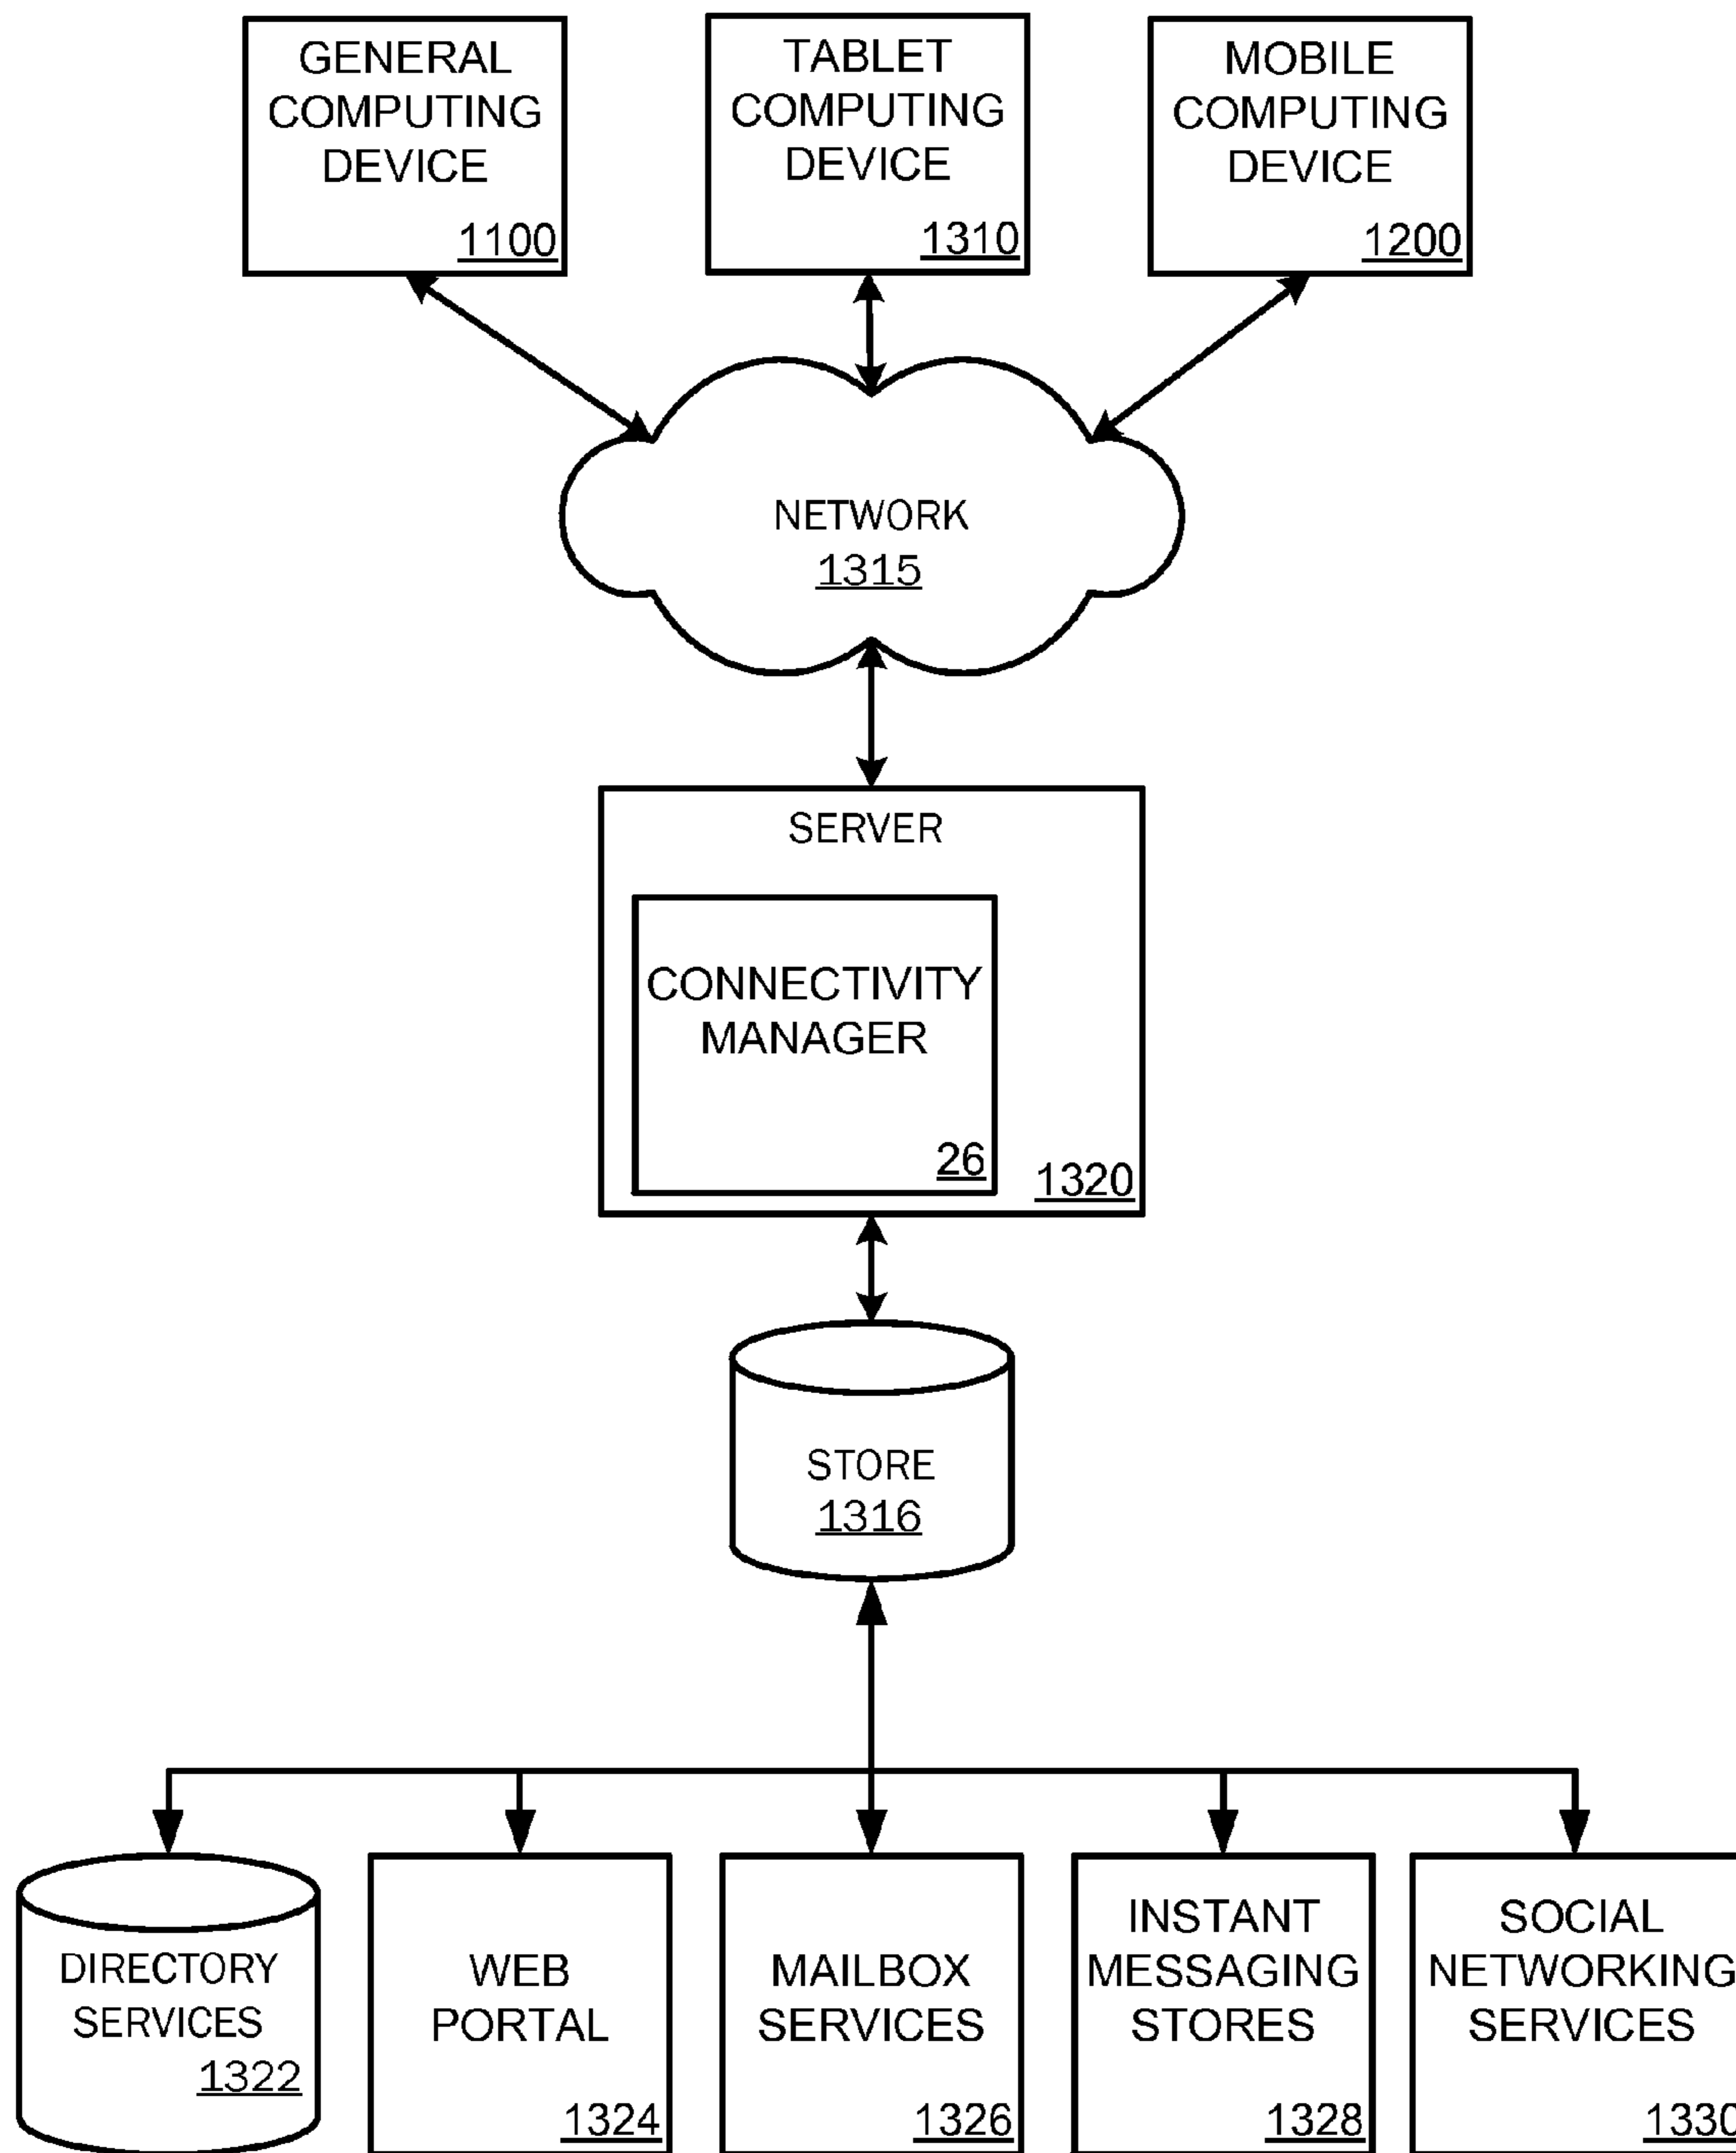 GENERAL
COMPUTING
DEVICE
1100
TABLET
COMPUTING
DEVICE
1310
MOBILE
COMPUTING
DEVICE
1200
NETWORK
1315
SERVER
CONNECTIVITY
MANAGER
26
1320
STORE
1316
DIRECTORY
SERVICES
1322
WEB
PORTAL
1324
MAILBOX
SERVICES
1326
INSTANT
MESSAGING
STORES
1328
SOCIAL
NETWORKING
SERVICES
1330